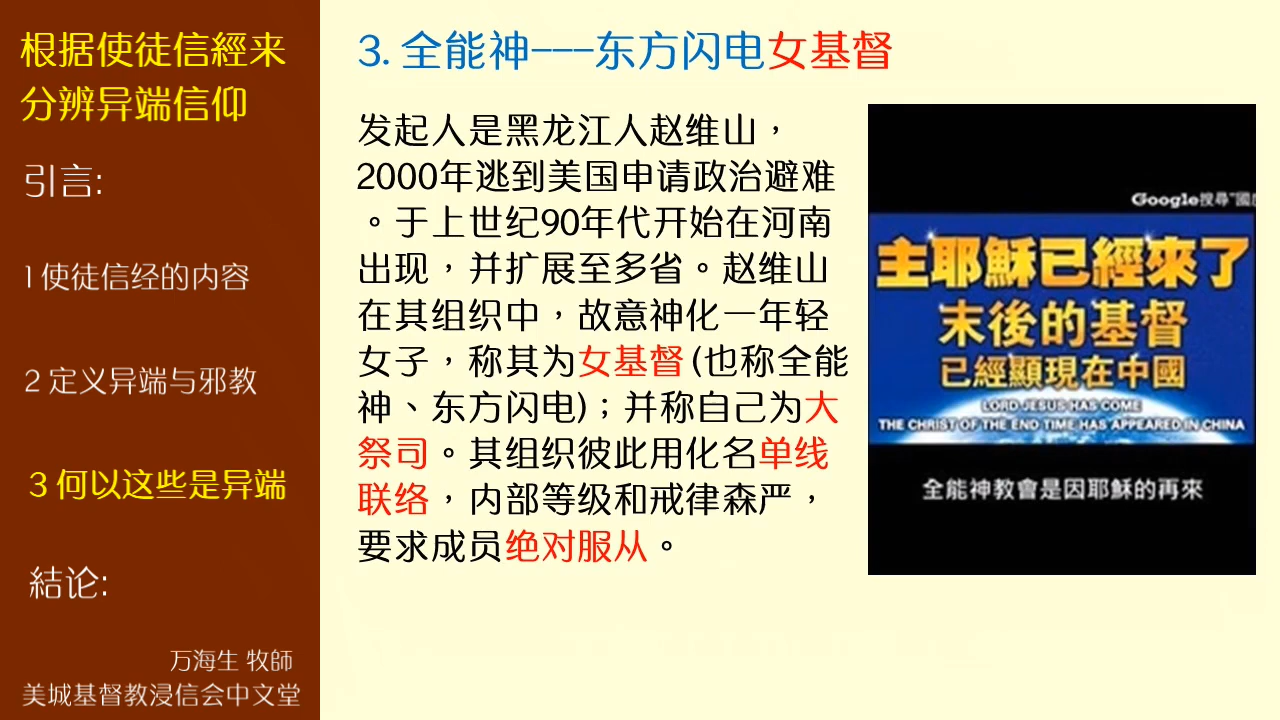 根据使徒信經来
分辨异端信仰
引言:
1 使徒信经的内容
2 定义异端与邪教
3 何以这些是异端
結论:
万海生 牧師
美城基督教浸信会中文堂
3. 全能神---东方闪电女基督
发起人是黑龙江人赵维山，
2000年逃到美国申请政治避难
。于上世纪90年代开始在河南
出现，并扩展至多省。赵维山
在其组织中，故意神化一年轻
女子，称其为女基督(也称全能
神、东方闪电)；并称自己为大
祭司。其组织彼此用化名单线
联络，内部等级和戒律森严，
要求成员绝对服从。
Google搜尋"國
主耶穌已經來了
末後的基督
已經顯現在中國
LORD JESUS HAS COME
THE CHRIST OF THE END TIME HAS APPEARED IN CHINA
全能神教會是因耶穌的再來